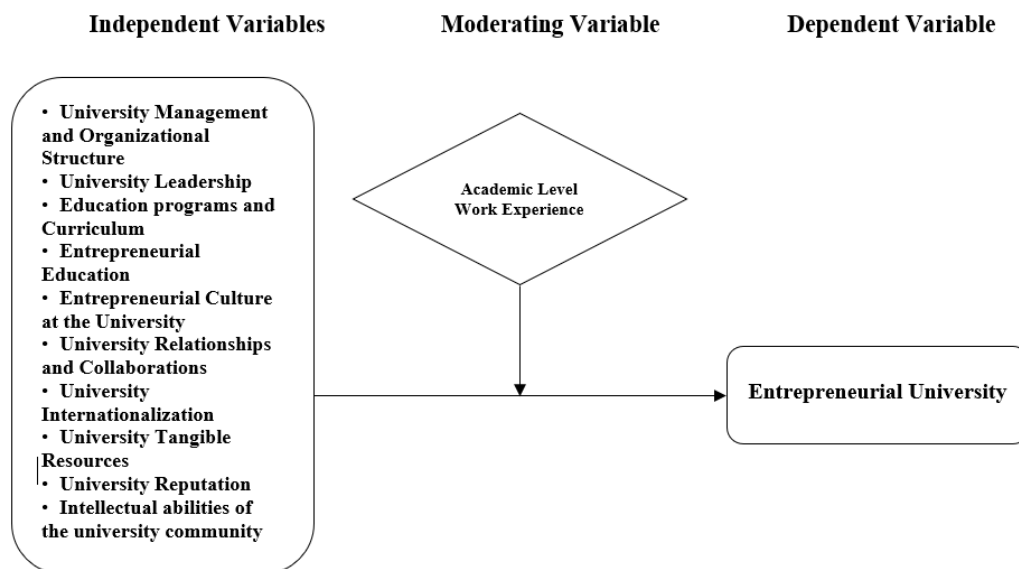 Independent Variables
Moderating Variable
Dependent Variable
• University Management
and Organizational
Structure
• University Leadership
• Education programs and
Curriculum
• Entrepreneurial
Education
• Entrepreneurial Culture
at the University
• University Relationships
and Collaborations
• University
Internationalization
• University Tangible
Resources
• University Reputation
• Intellectual abilities of
the university community
Academic Level
Work Experience
Entrepreneurial University